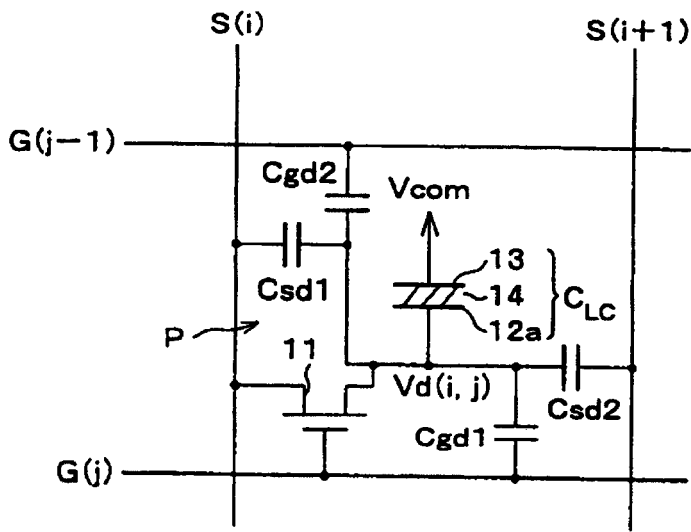 S(i)
S(i+1)
G(j−1)
Cgd2
Vcom
Csd1
13
14
12a
CLC
P
11
Vd(i, j)
Csd2
Cgd1
G(j)